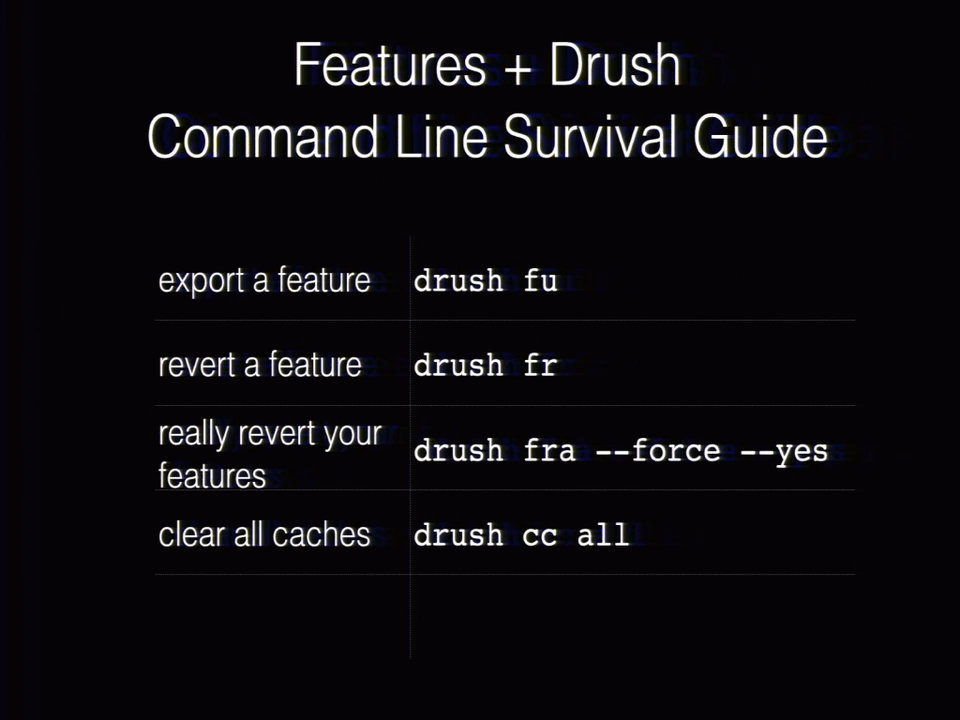 Features + Drush
Command Line Survival Guide
export a feature drush fu
revert a feature drush fr
really revert your
features drush fra --force --yes
clear all caches drush cc all